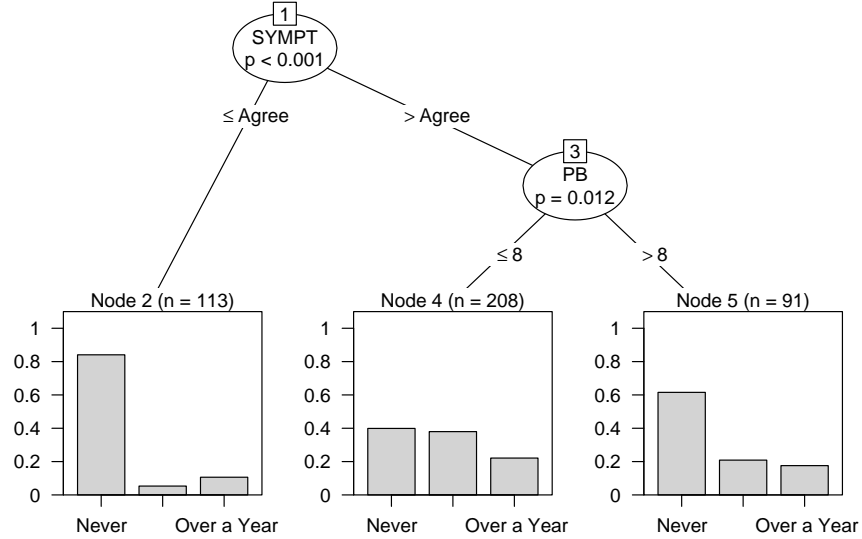 1
SYMPT
p < 0.001
≤ Agree
> Agree
3
PB
p = 0.012
≤ 8
> 8
Node 2 (n = 113)
1
0.8
0.6
0.4
0.2
0
Never
Over a Year
Node 4 (n = 208)
1
0.8
0.6
0.4
0.2
0
Never
Over a Year
Node 5 (n = 91)
1
0.8
0.6
0.4
0.2
0
Never
Over a Year